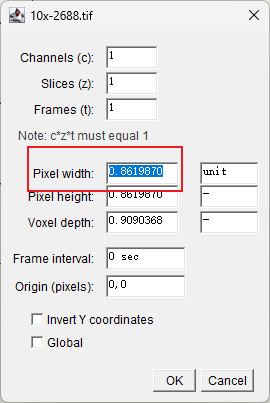 10x-2688.tif
Channels (c): 1
Slices (z): 1
Frames (t): 1
Note: c*z*t must equal 1
Pixel width: 0.8619870 unit
Pixel height: 0.8619870 -
Voxel depth: 0.9090368 -
Frame interval: 0 sec
Origin (pixels): 0,0
Invert Y coordinates
Global
OK Cancel